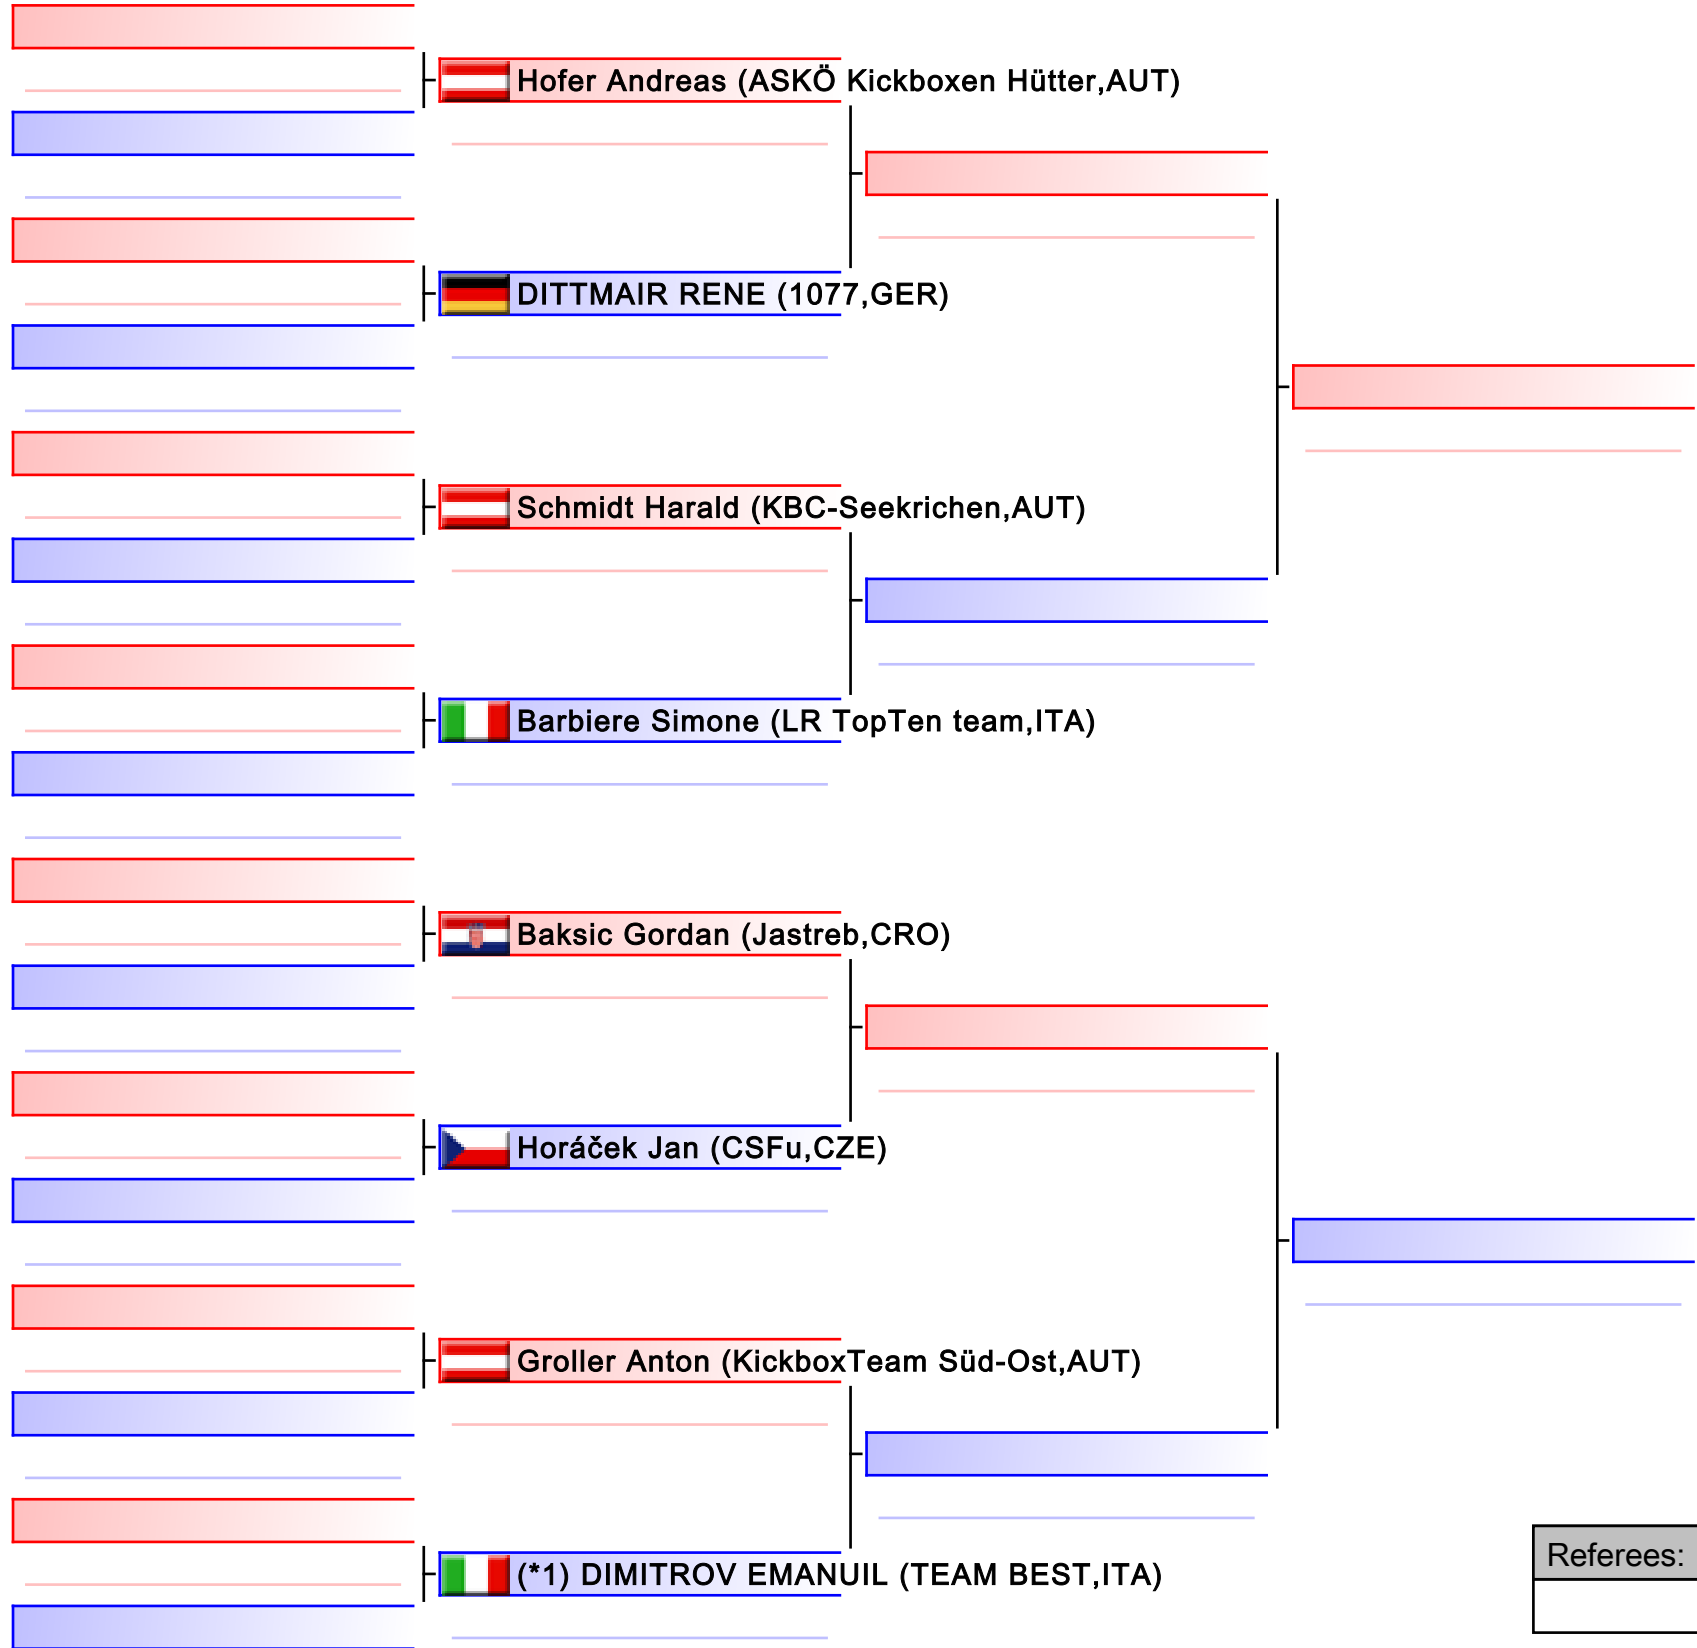 Hofer Andreas (ASKÖ Kickboxen Hütter,AUT)
DITTMAIR RENE (1077,GER)
Schmidt Harald (KBC-Seekrichen,AUT)
Barbiere Simone (LR TopTen team,ITA)
Baksic Gordan (Jastreb,CRO)
Horáček Jan (CSFu,CZE)
Groller Anton (KickboxTeam Süd-Ost,AUT)
(*1) DIMITROV EMANUIL (TEAM BEST,ITA)
Referees: